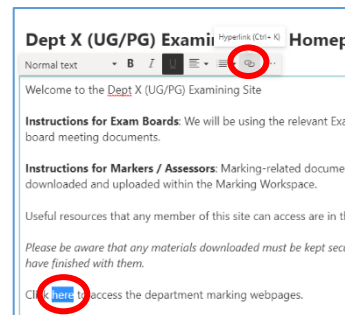 Dept X (UG/PG) Examin Homep
Hyperlink (Ctrl+ K)
Normal text B I U ...
Welcome to the Dept X (UG/PG) Examining Site
Instructions for Exam Boards: We will be using the relevant Exa
board meeting documents.
Instructions for Markers / Assessors: Marking-related docume
downloaded and uploaded within the Marking Workspace.
Useful resources that any member of this site can access are in t
Please be aware that any materials downloaded must be kept secu
have finished with them.
Click here to access the department marking webpages.